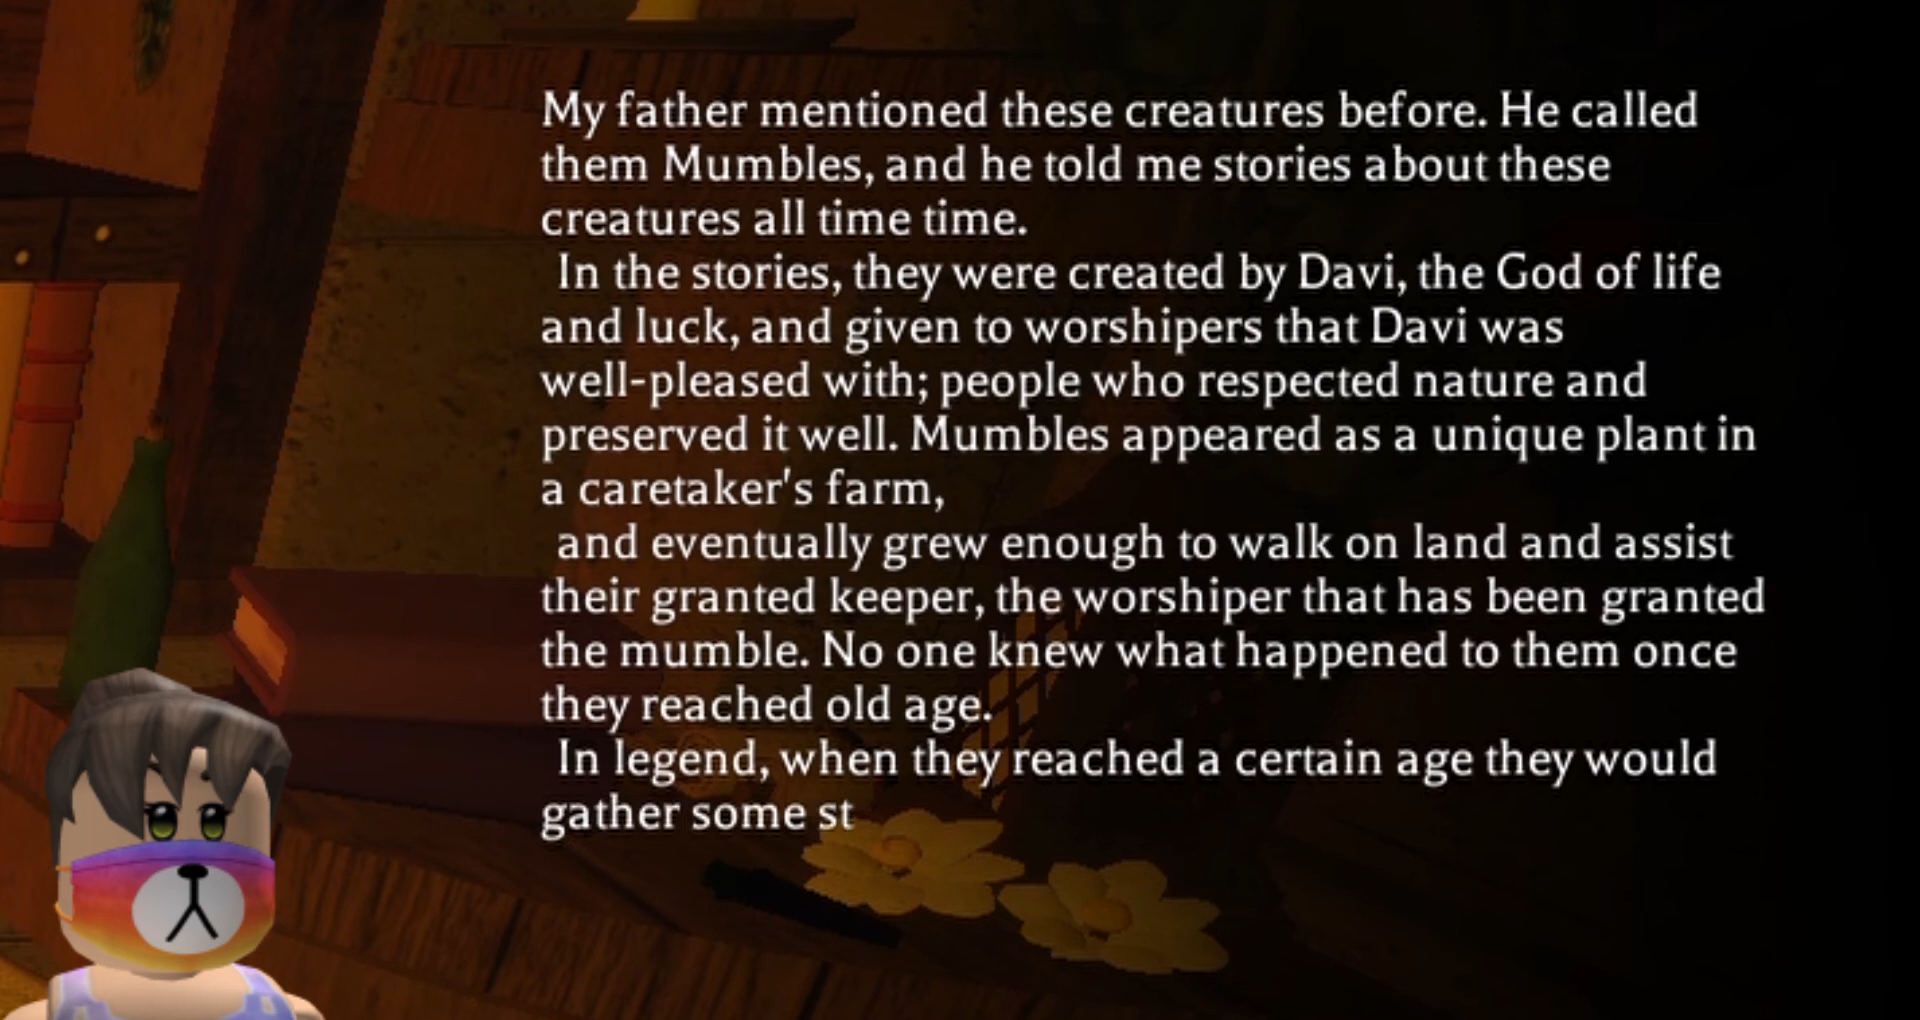 My father mentioned these creatures before. He called
them Mumbles, and he told me stories about these
creatures all time time.
In the stories, they were created by Davi, the God of life
and luck, and given to worshipers that Davi was
well-pleased with; people who respected nature and
preserved it well. Mumbles appeared as a unique plant in
a caretaker's farm,
and eventually grew enough to walk on land and assist
their granted keeper, the worshiper that has been granted
the mumble. No one knew what happened to them once
they reached old age.
In legend, when they reached a certain age they would
gather some st